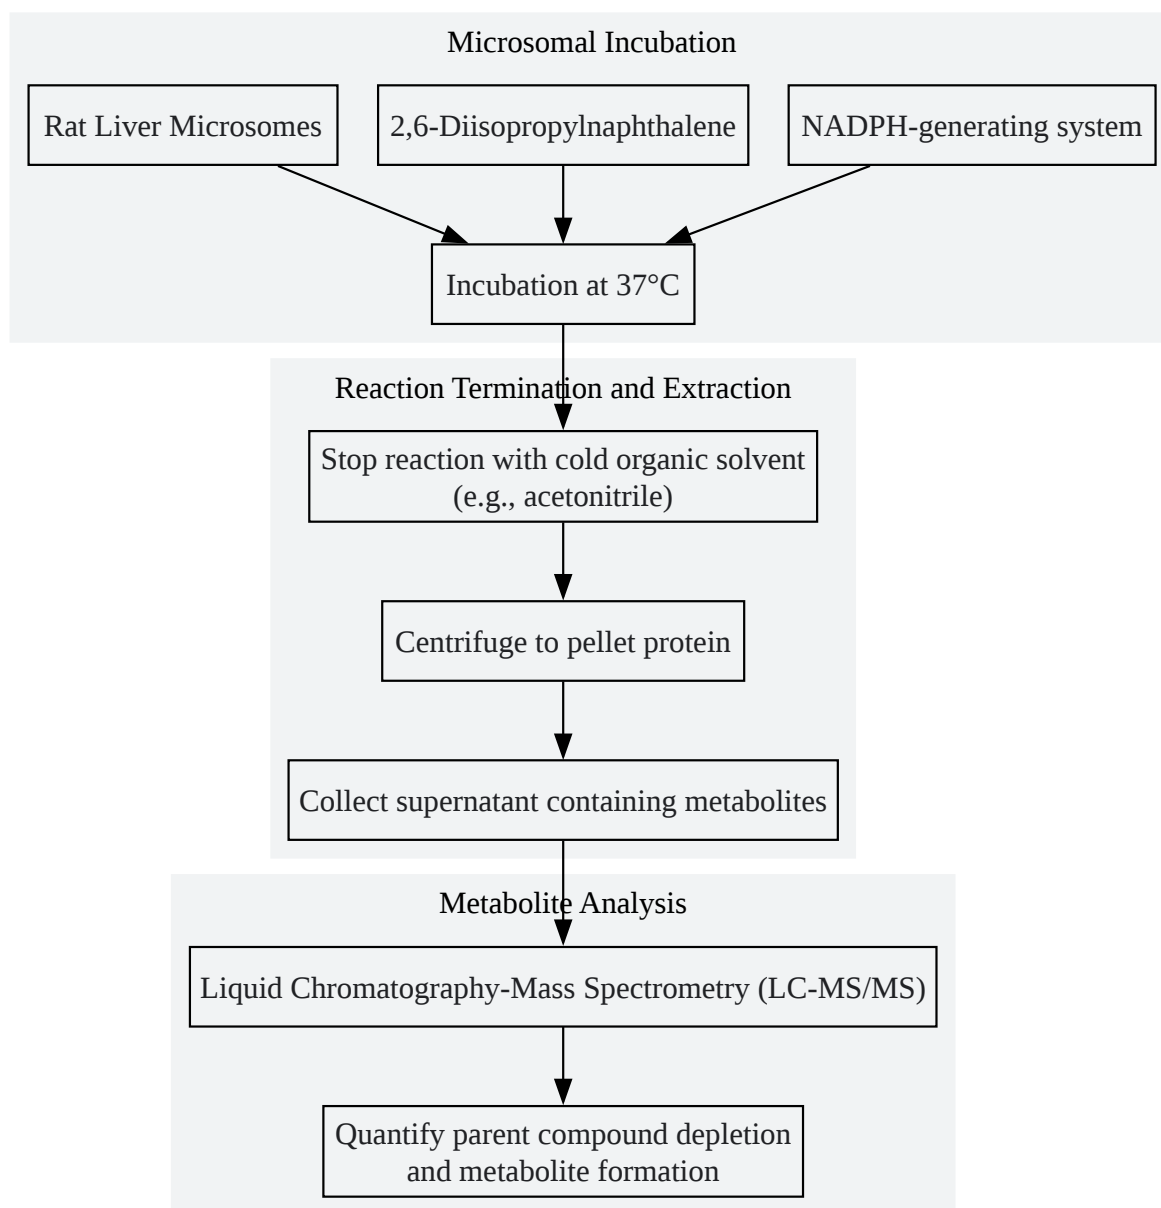 Microsomal Incubation
Rat Liver Microsomes
2,6-Diisopropylnaphthalene
NADPH-generating system
Incubation at 37°C
Reaction Termination and Extraction
Stop reaction with cold organic solvent
(e.g., acetonitrile)
Centrifuge to pellet protein
Collect supernatant containing metabolites
Metabolite Analysis
Liquid Chromatography-Mass Spectrometry (LC-MS/MS)
Quantify parent compound depletion
and metabolite formation